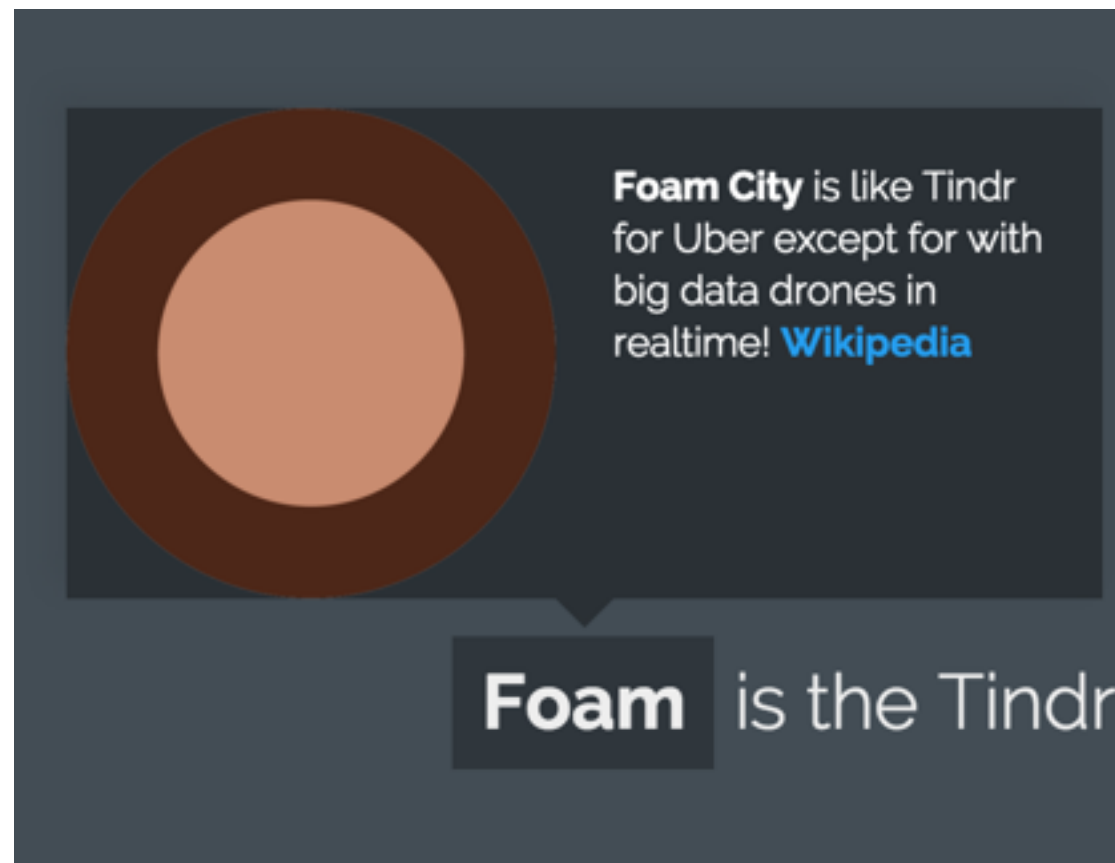 Foam City is like Tindr
for Uber except for with
big data drones in
realtime! Wikipedia
Foam is the Tindr